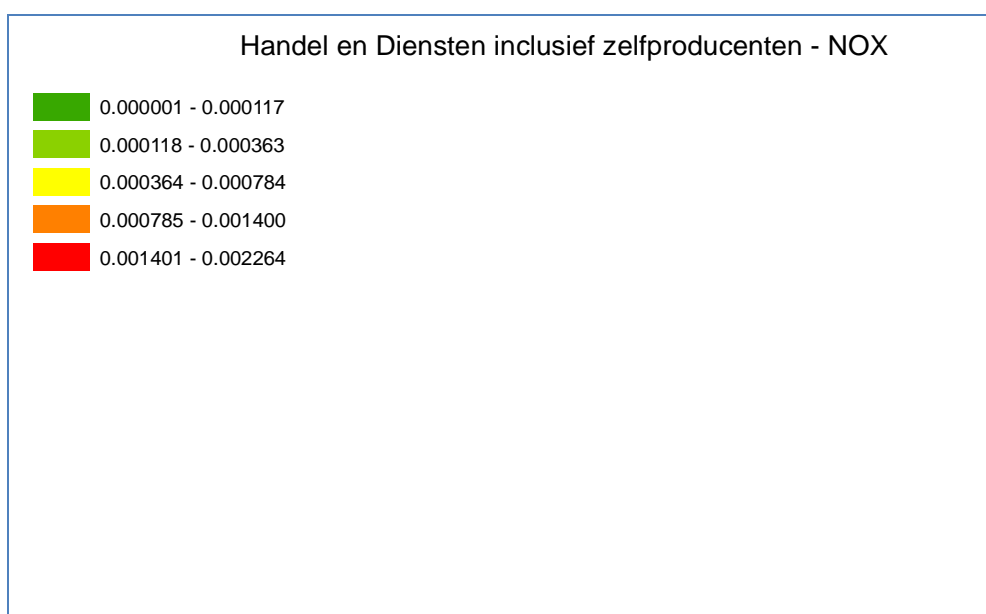 Handel en Diensten inclusief zelfproducenten - NOX
0.000001 - 0.000117
0.000118 - 0.000363
0.000364 - 0.000784
0.000785 - 0.001400
0.001401 - 0.002264